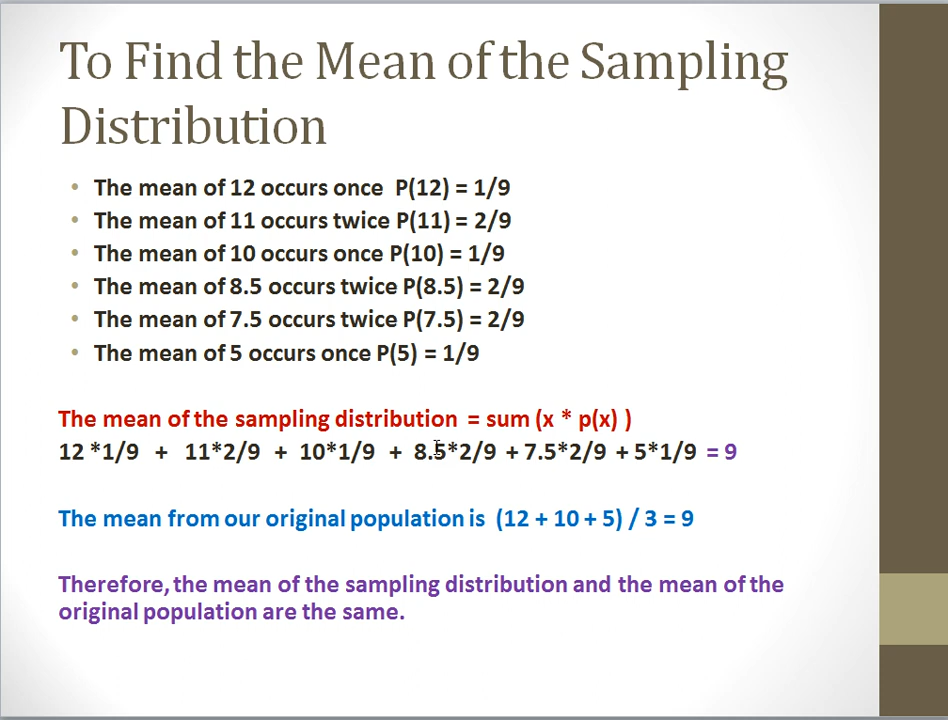 To Find the Mean of the Sampling
Distribution
• The mean of 12 occurs once P(12) = 1/9
• The mean of 11 occurs twice P(11) = 2/9
• The mean of 10 occurs once P(10) = 1/9
• The mean of 8.5 occurs twice P(8.5) = 2/9
• The mean of 7.5 occurs twice P(7.5) = 2/9
• The mean of 5 occurs once P(5) = 1/9
The mean of the sampling distribution = sum (x * p(x) )
12 *1/9 + 11*2/9 + 10*1/9 + 8.5*2/9 + 7.5*2/9 + 5*1/9 = 9
The mean from our original population is (12 + 10 + 5) / 3 = 9
Therefore, the mean of the sampling distribution and the mean of the
original population are the same.